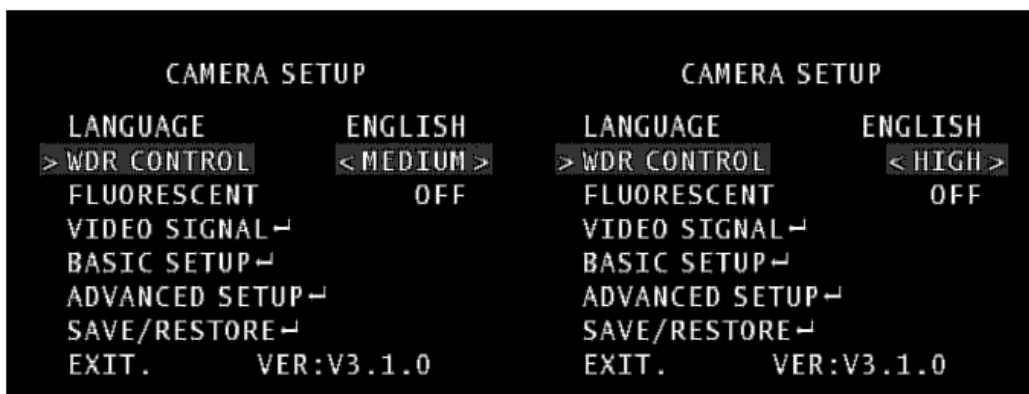 CAMERA SETUP
LANGUAGE ENGLISH
> WDR CONTROL < MEDIUM >
FLUORESCENT OFF
VIDEO SIGNAL↵
BASIC SETUP↵
ADVANCED SETUP↵
SAVE/RESTORE↵
EXIT. VER:V3.1.0
CAMERA SETUP
LANGUAGE ENGLISH
> WDR CONTROL < HIGH >
FLUORESCENT OFF
VIDEO SIGNAL↵
BASIC SETUP↵
ADVANCED SETUP↵
SAVE/RESTORE↵
EXIT. VER:V3.1.0